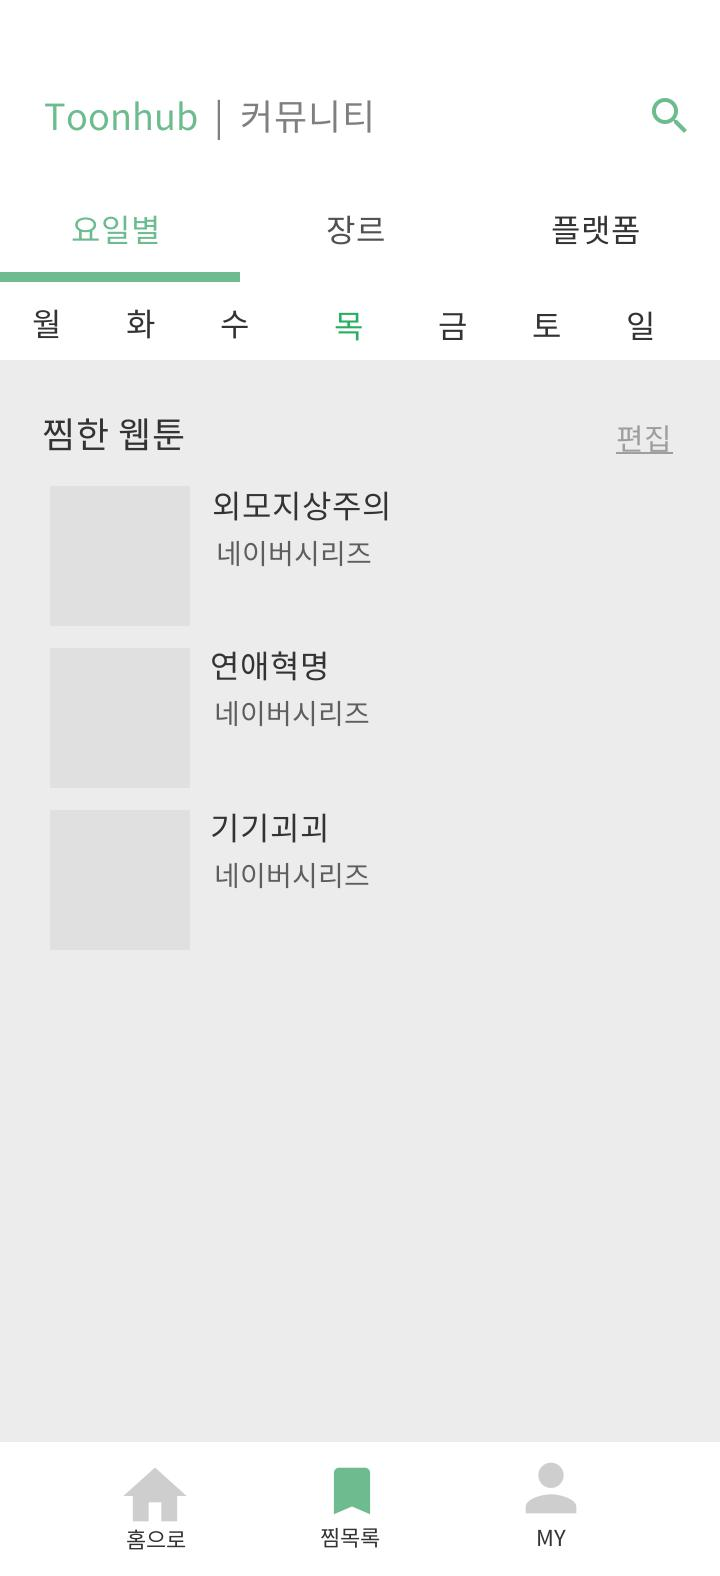 Toonhub | 커뮤니티
요일별 장르 플랫폼
월 화 수 목 금 토 일
찜한 웹툰 편집
외모지상주의
네이버시리즈
연애혁명
네이버시리즈
기기괴괴
네이버시리즈
홈으로 찜목록 MY